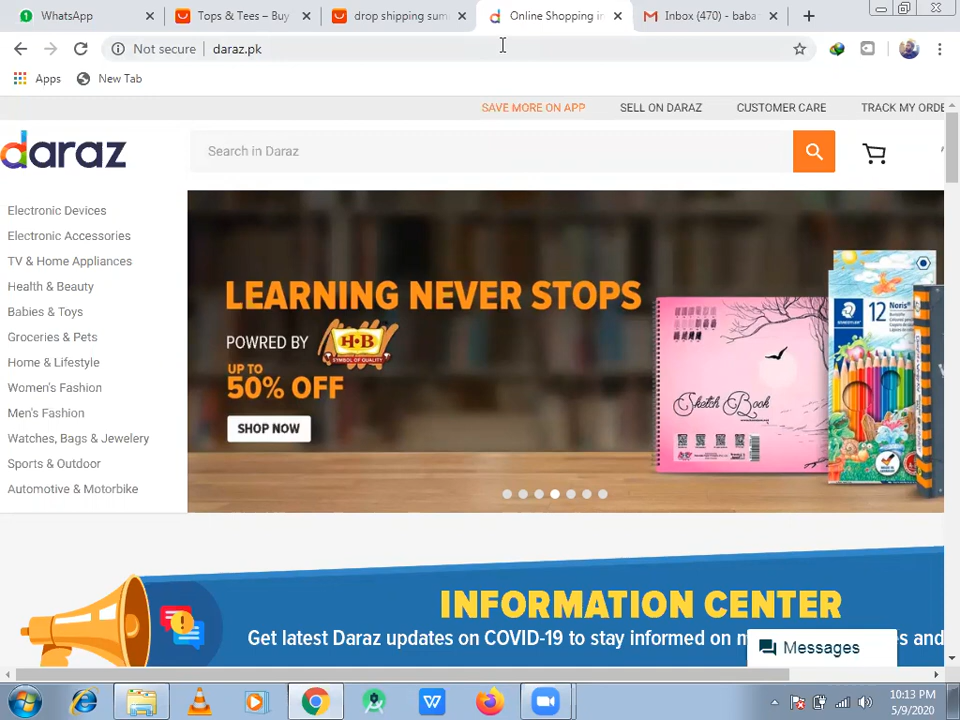 WhatsApp
Tops & Tees – Buy
drop shipping sum
Online Shopping in
Inbox (470) - baba
Not secure
daraz.pk
Apps
New Tab
SAVE MORE ON APP
SELL ON DARAZ
CUSTOMER CARE
TRACK MY ORDE
daraz
Search in Daraz
Electronic Devices
Electronic Accessories
TV & Home Appliances
Health & Beauty
Babies & Toys
Groceries & Pets
Home & Lifestyle
Women's Fashion
Men's Fashion
Watches, Bags & Jewelery
Sports & Outdoor
Automotive & Motorbike
LEARNING NEVER STOPS
POWERED BY
H·B
SYMBOL OF QUALITY
UP TO
50% OFF
SHOP NOW
Sketch Book
STAEDTLER
12
Noris
INFORMATION CENTER
Get latest Daraz updates on COVID-19 to stay informed on m
s and
Messages
10:13 PM
5/9/2020